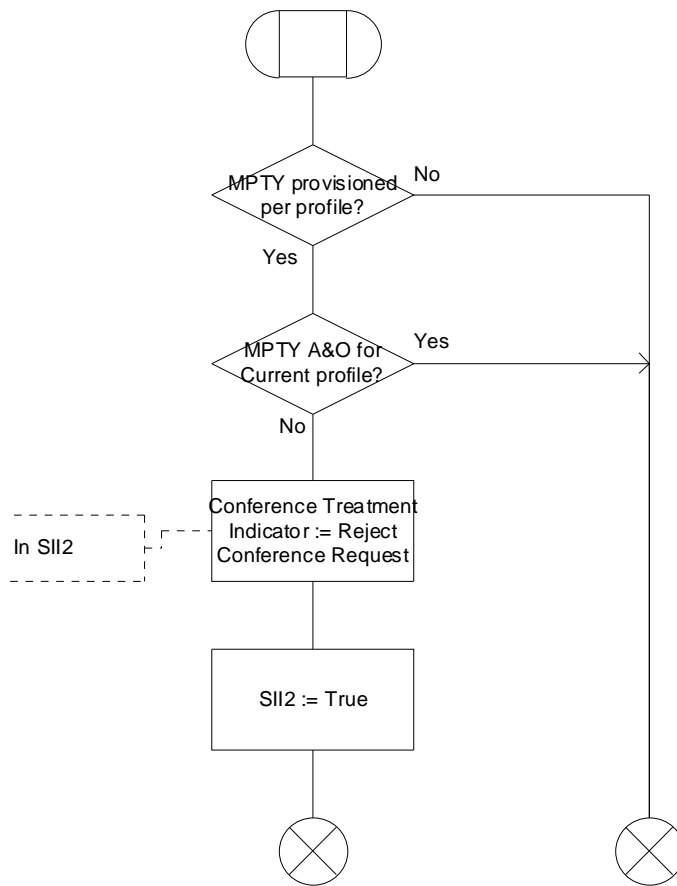 MPTY provisioned
per profile?
No
Yes
MPTY A&O for
Current profile?
Yes
No
Conference Treatment
Indicator := Reject
Conference Request
In SII2
SII2 := True